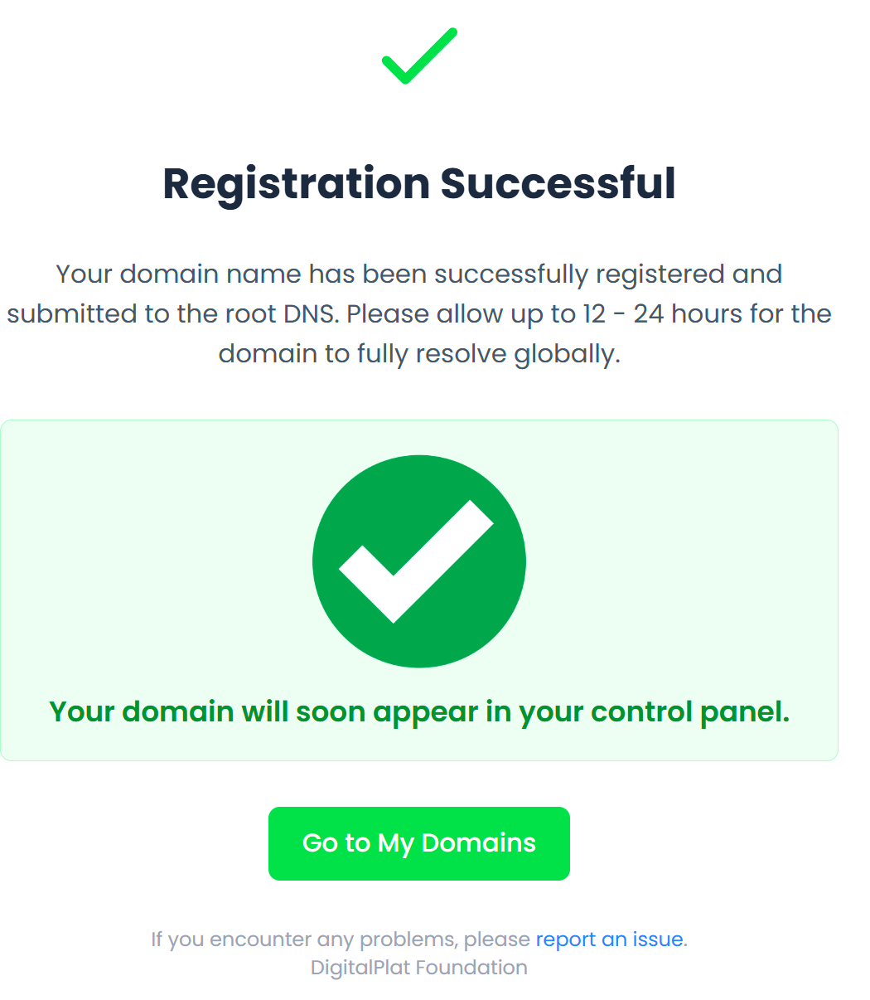 Registration Successful
Your domain name has been successfully registered and
submitted to the root DNS. Please allow up to 12 - 24 hours for the
domain to fully resolve globally.
Your domain will soon appear in your control panel.
Go to My Domains
If you encounter any problems, please report an issue.
DigitalPlat Foundation